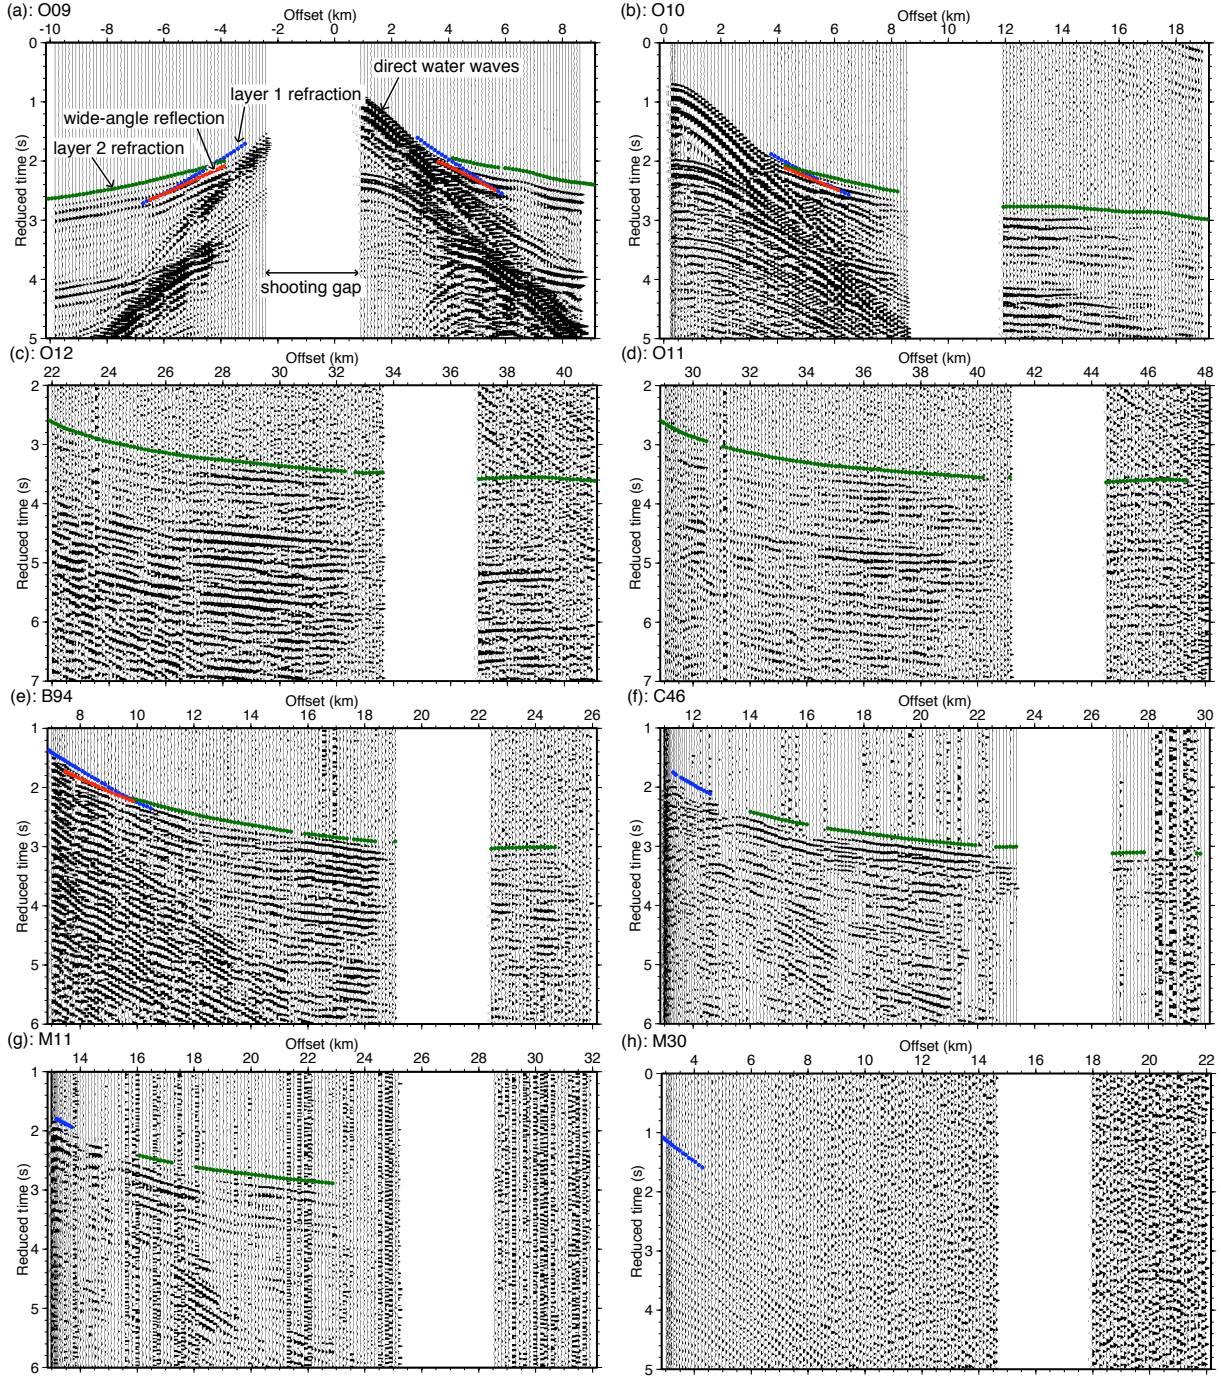 (a): O09
Offset (km)
-10 -8 -6 -4 -2 0 2 4 6 8
Reduced time (s)
0
1
2
3
4
5
direct water waves
layer 1 refraction
wide-angle reflection
layer 2 refraction
shooting gap
(b): O10
Offset (km)
0 2 4 6 8 10 12 14 16 18
Reduced time (s)
0
1
2
3
4
5
(c): O12
Offset (km)
22 24 26 28 30 32 34 36 38 40
Reduced time (s)
2
3
4
5
6
7
(d): O11
Offset (km)
30 32 34 36 38 40 42 44 46 48
Reduced time (s)
2
3
4
5
6
7
(e): B94
Offset (km)
8 10 12 14 16 18 20 22 24 26
Reduced time (s)
1
2
3
4
5
6
(f): C46
Offset (km)
12 14 16 18 20 22 24 26 28 30
Reduced time (s)
1
2
3
4
5
6
(g): M11
Offset (km)
14 16 18 20 22 24 26 28 30 32
Reduced time (s)
1
2
3
4
5
6
(h): M30
Offset (km)
4 6 8 10 12 14 16 18 20 22
Reduced time (s)
0
1
2
3
4
5